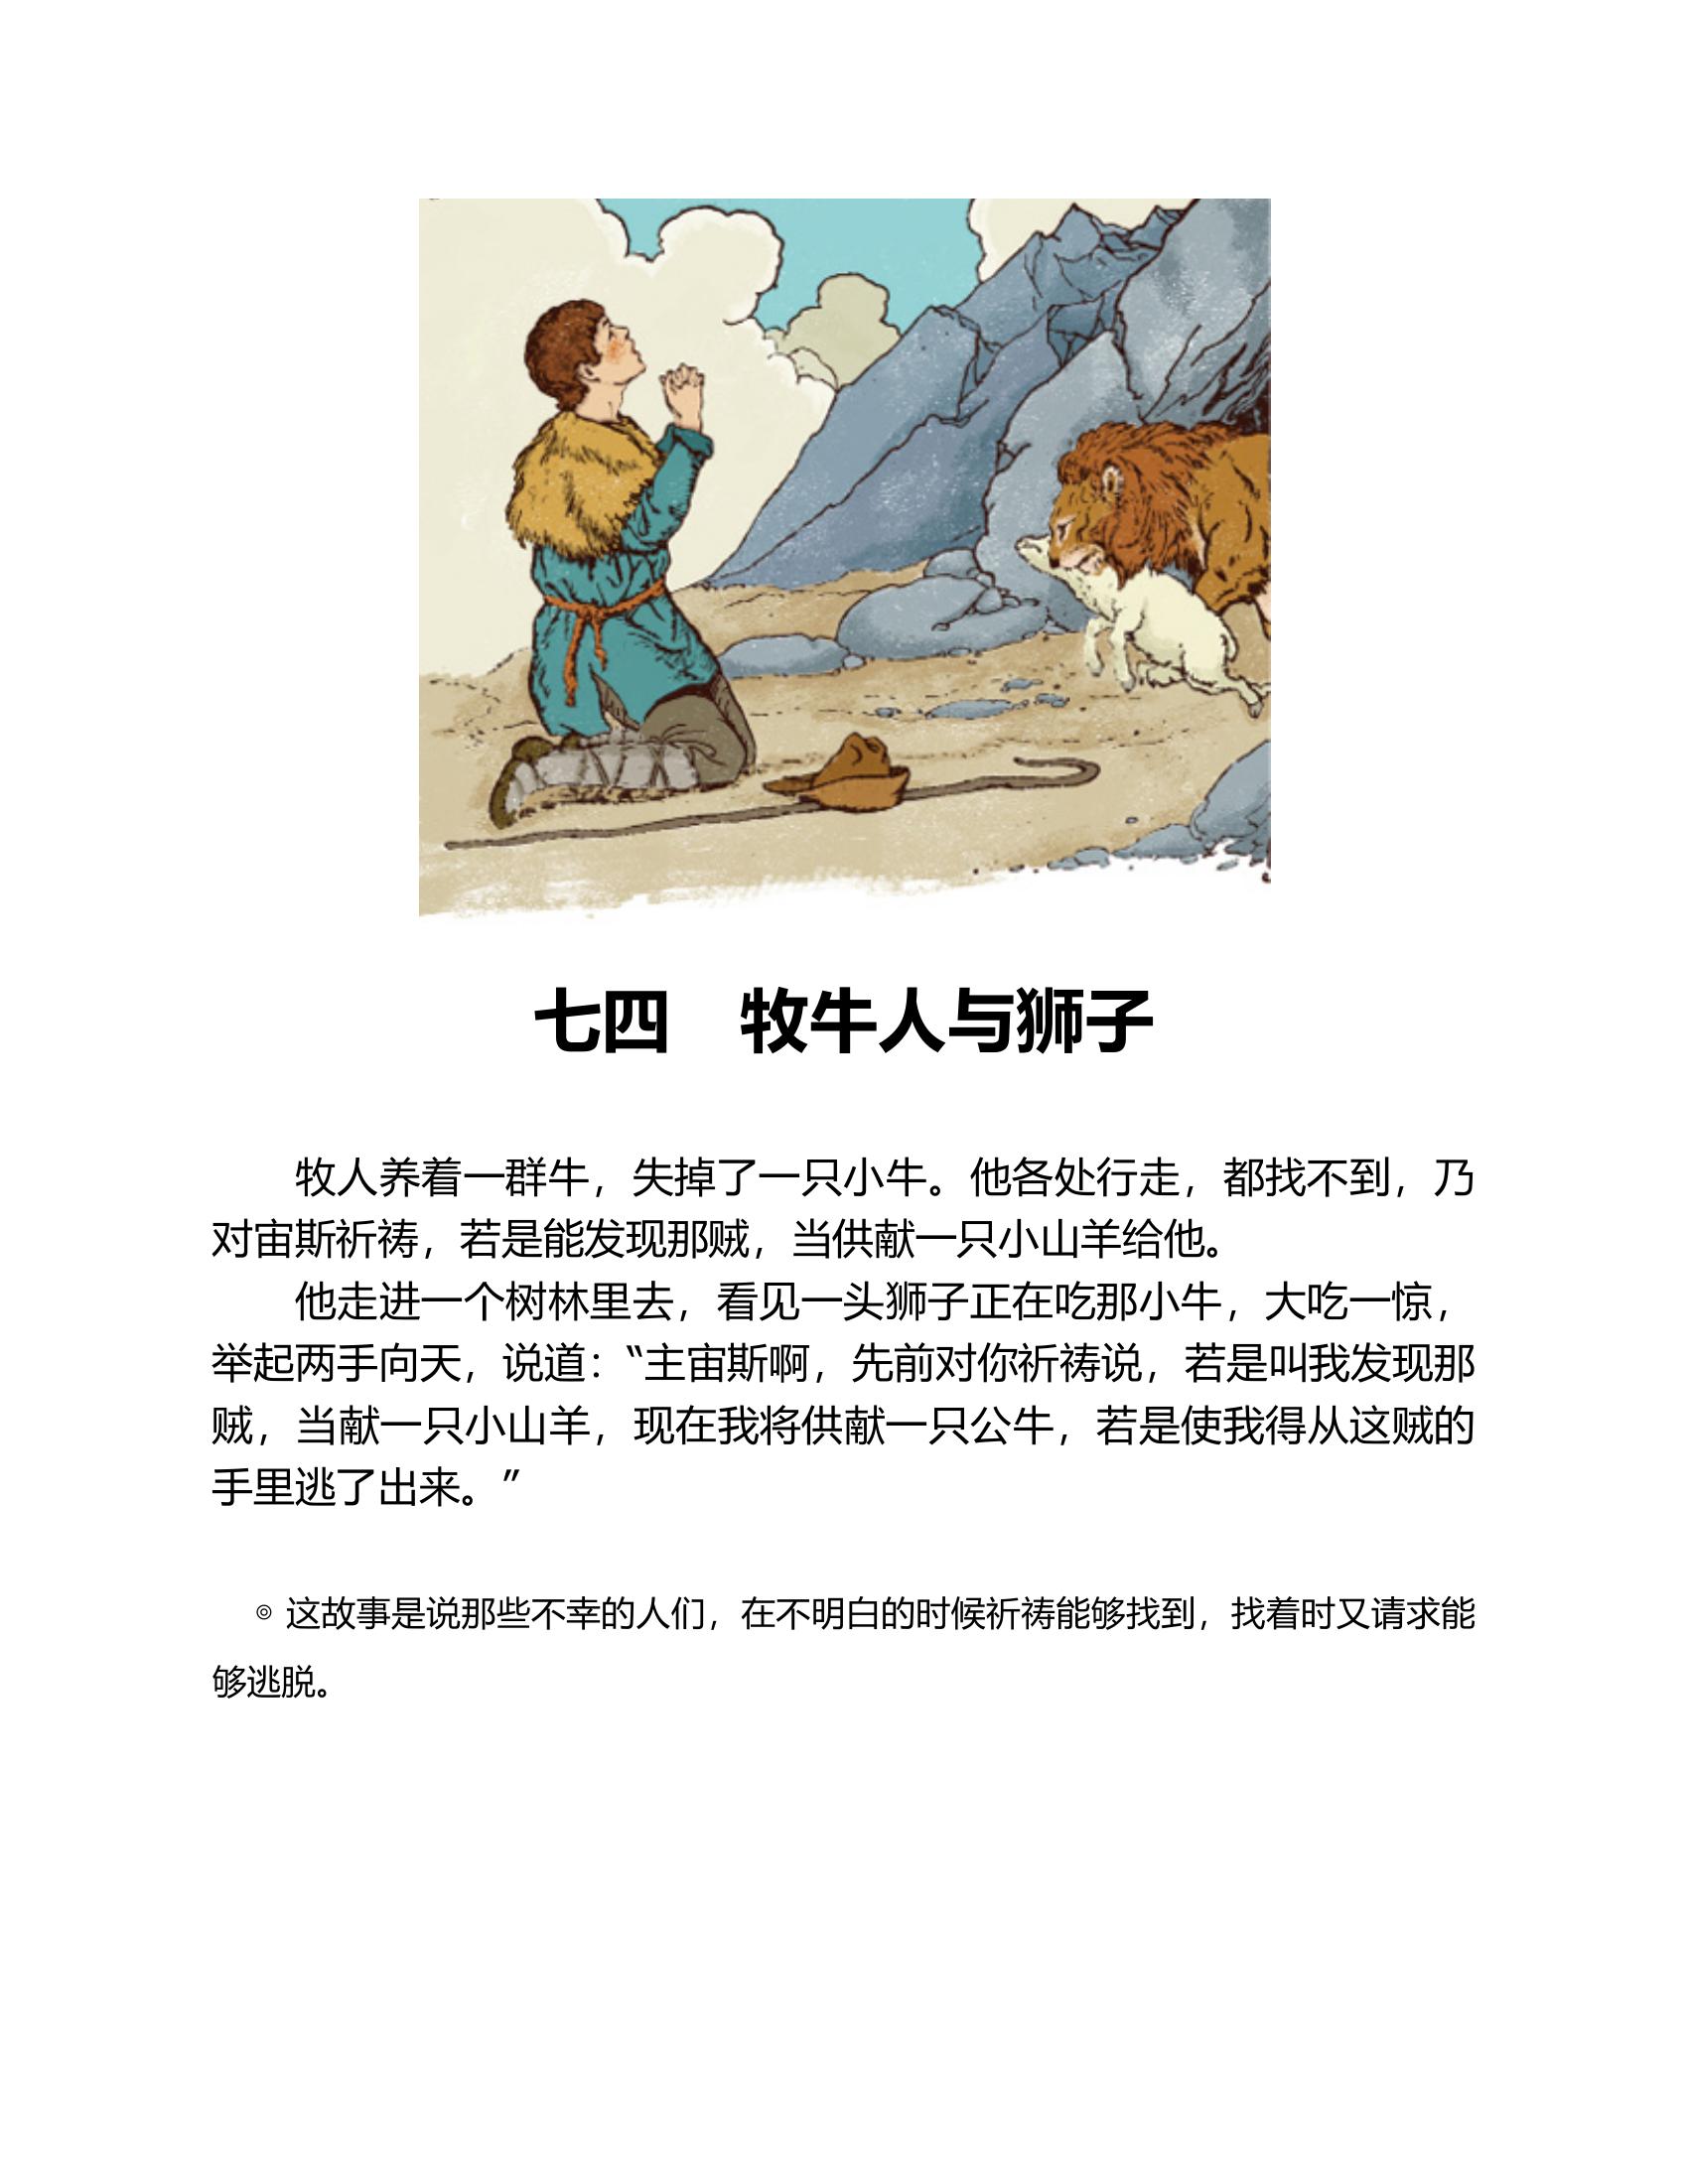 七四　牧牛人与狮子
牧人养着一群牛，失掉了一只小牛。他各处行走，都找不到，乃
对宙斯祈祷，若是能发现那贼，当供献一只小山羊给他。
他走进一个树林里去，看见一头狮子正在吃那小牛，大吃一惊，
举起两手向天，说道：“主宙斯啊，先前对你祈祷说，若是叫我发现那
贼，当献一只小山羊，现在我将供献一只公牛，若是使我得从这贼的
手里逃了出来。”
◎ 这故事是说那些不幸的人们，在不明白的时候祈祷能够找到，找着时又请求能
够逃脱。